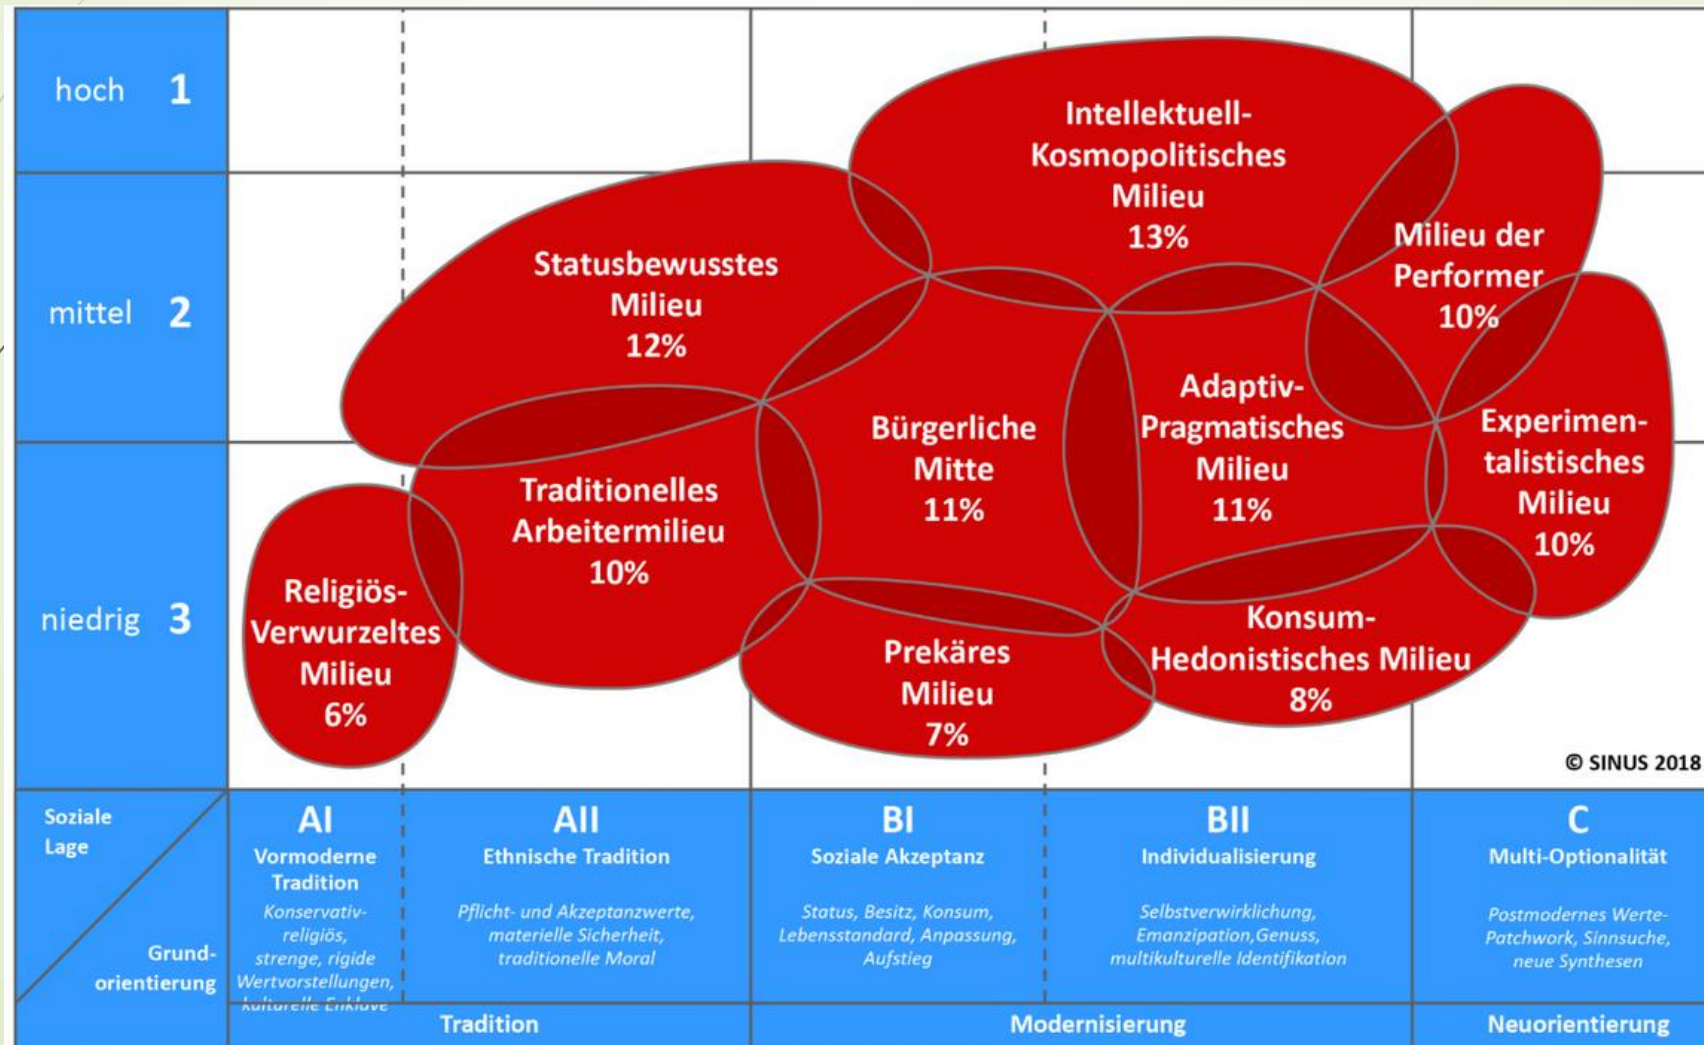 hoch 1
mittel 2
niedrig 3
Intellektuell-
Kosmopolitisches
Milieu
13%
Milieu der
Performer
10%
Statusbewusstes
Milieu
12%
Bürgerliche
Mitte
11%
Adaptiv-
Pragmatisches
Milieu
11%
Experimen-
talistisches
Milieu
10%
Traditionelles
Arbeitermilieu
10%
Religiös-
Verwurzeltes
Milieu
6%
Prekäres
Milieu
7%
Konsum-
Hedonistisches Milieu
8%
© SINUS 2018
Soziale
Lage
Grund-
orientierung
AI
Vormoderne
Tradition
Konservativ-
religiös,
strenge, rigide
Wertvorstellungen,
kulturelle Enklave
AII
Ethnische Tradition
Pflicht- und Akzeptanzwerte,
materielle Sicherheit,
traditionelle Moral
BI
Soziale Akzeptanz
Status, Besitz, Konsum,
Lebensstandard, Anpassung,
Aufstieg
BII
Individualisierung
Selbstverwirklichung,
Emanzipation,Genuss,
multikulturelle Identifikation
C
Multi-Optionalität
Postmodernes Werte-
Patchwork, Sinnsuche,
neue Synthesen
Tradition
Modernisierung
Neuorientierung